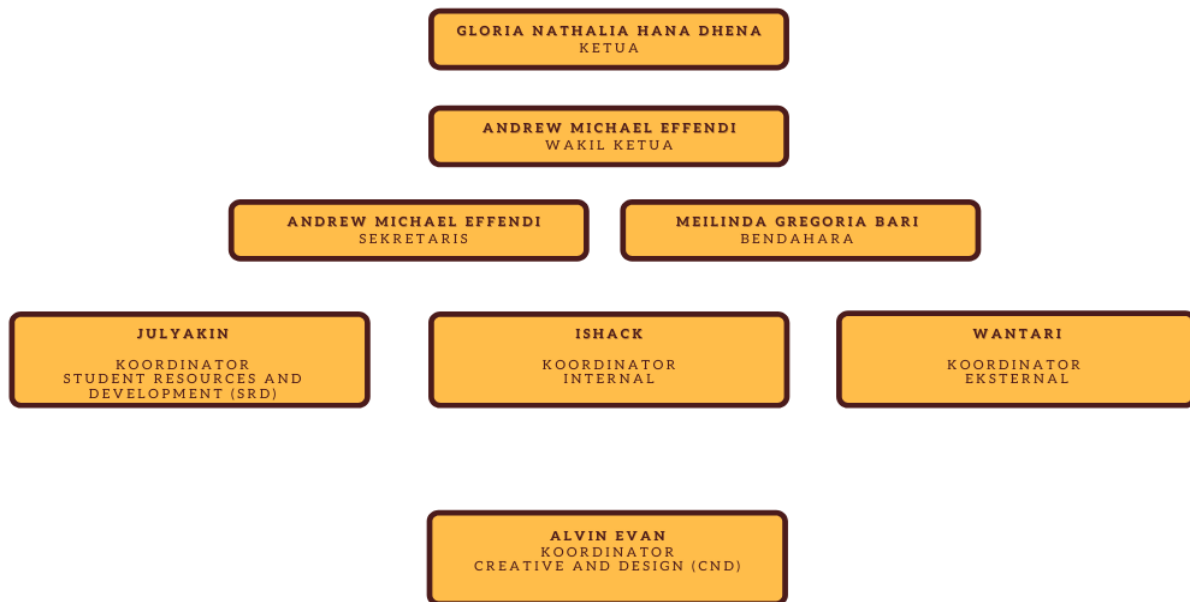 GLORIA NATHALIA HANA DHENA
KETUA
ANDREW MICHAEL EFFENDI
WAKIL KETUA
ANDREW MICHAEL EFFENDI
SEKRETARIS
MEILINDA GREGORIA BARI
BENDAHARA
JULYAKIN
KOORDINATOR
STUDENT RESOURCES AND
DEVELOPMENT (SRD)
ISHACK
KOORDINATOR
INTERNAL
WANTARI
KOORDINATOR
EKSTERNAL
ALVIN EVAN
KOORDINATOR
CREATIVE AND DESIGN (CND)